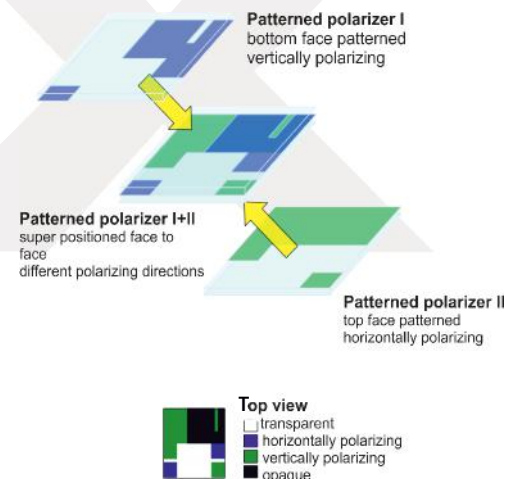 Patterned polarizer I
bottom face patterned
vertically polarizing
Patterned polarizer I+II
super positioned face to
face
different polarizing directions
Patterned polarizer II
top face patterned
horizontally polarizing
Top view
transparent
horizontally polarizing
vertically polarizing
opaque